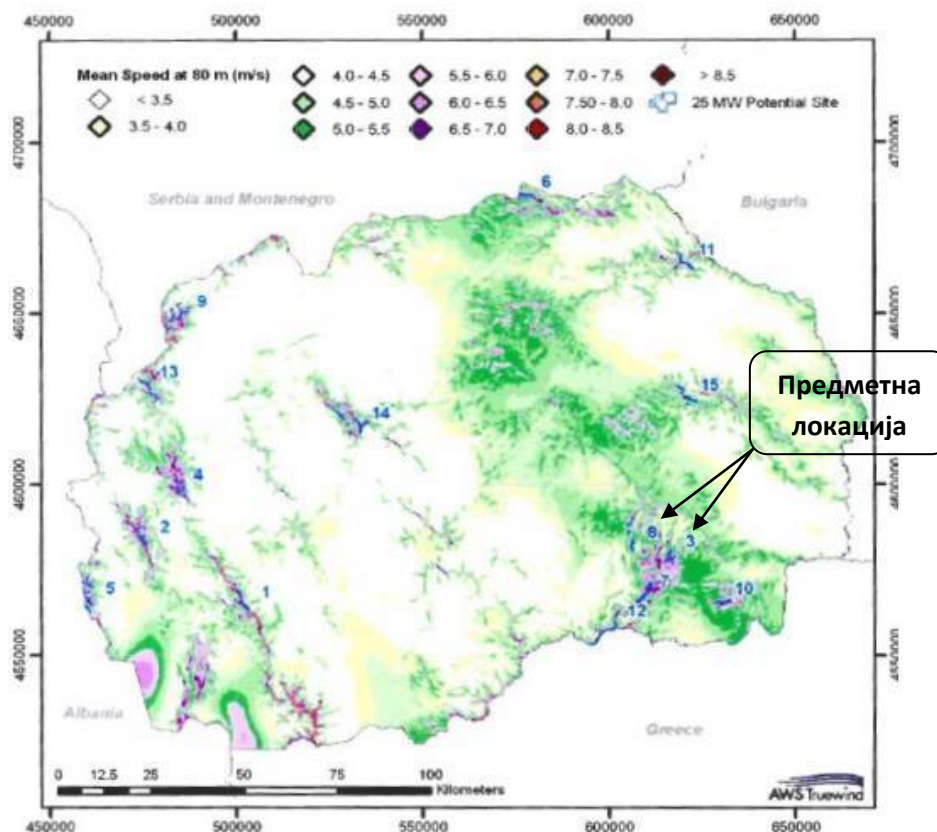 450000 500000 550000 600000 650000
Mean Speed at 80 m (m/s)
< 3.5
3.5 - 4.0
4.0 - 4.5
4.5 - 5.0
5.0 - 5.5
5.5 - 6.0
6.0 - 6.5
6.5 - 7.0
7.0 - 7.5
7.50 - 8.0
8.0 - 8.5
> 8.5
25 MW Potential Site
4700000
4700000
Serbia and Montenegro
Bulgaria
6
11
9
4650000
4650000
13
15
14
Предметна
локација
4
4600000
2
8
3
5
1
7
10
12
Albania
Greece
0 12.5 25 50 75 100
Kilometers
AWS Truewind
450000 500000 550000 600000 650000